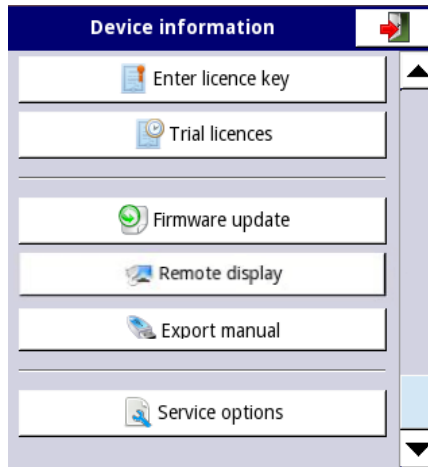 Device information
Enter licence key
Trial licences
Firmware update
Remote display
Export manual
Service options